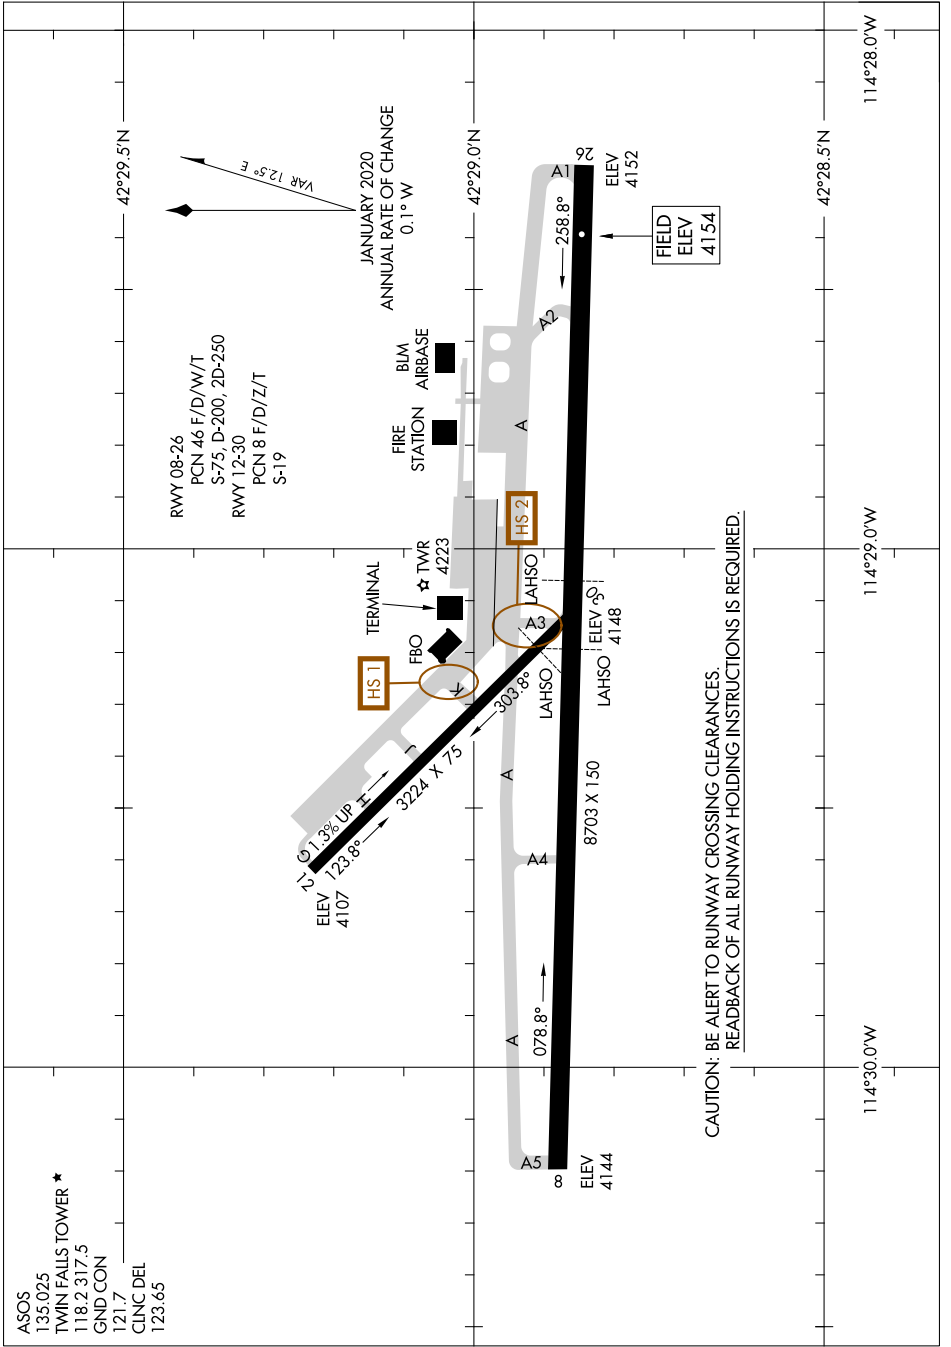 ASOS
135.025
TWIN FALLS TOWER ★
118.2 317.5
GND CON
121.7
CLNC DEL
123.65
42°29.5'N
42°29.0'N
42°28.5'N
114°28.0'W
114°29.0'W
114°30.0'W
VAR 12.5° E
JANUARY 2020
ANNUAL RATE OF CHANGE
0.1° W
RWY 08-26
PCN 46 F/D/W/T
S-75, D-200, 2D-250
RWY 12-30
PCN 8 F/D/Z/T
S-19
BLM
AIRBASE
FIRE
STATION
TWR
4223
TERMINAL
FBO
HS 1
HS 2
K
J
H
G
1.3% UP
12
123.8°
3224 X 75
303.8°
ELEV
4107
A
A
A
A1
A2
A3
A4
A5
LAHSO
LAHSO
LAHSO
30
ELEV
4148
26
ELEV
4152
258.8°
FIELD
ELEV
4154
8703 X 150
078.8°
8
ELEV
4144
CAUTION: BE ALERT TO RUNWAY CROSSING CLEARANCES.
READBACK OF ALL RUNWAY HOLDING INSTRUCTIONS IS REQUIRED.